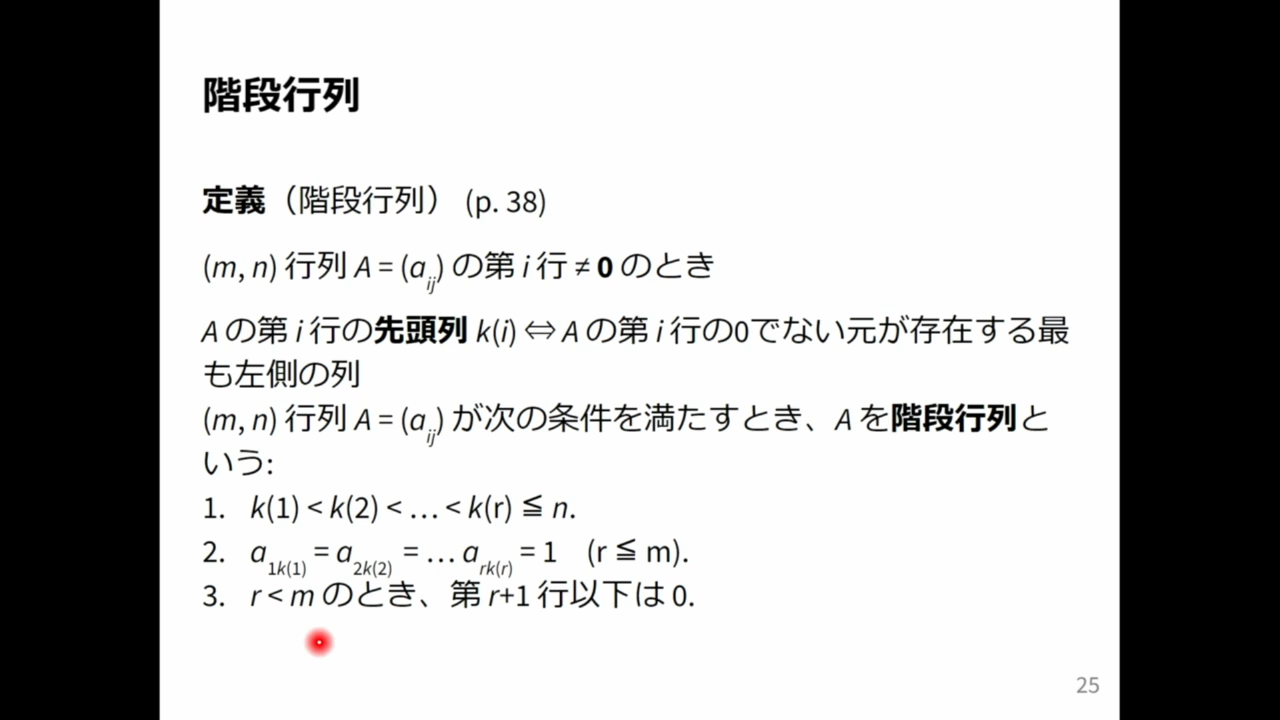 階段行列
定義（階段行列） (p. 38)
(m, n) 行列 A = (aij) の第 i 行 ≠ 0 のとき
A の第 i 行の先頭列 k(i) ⇔ A の第 i 行の0でない元が存在する最
も左側の列
(m, n) 行列 A = (aij) が次の条件を満たすとき、A を階段行列と
いう:
1. k(1) < k(2) < … < k(r) ≦ n.
2. a1k(1) = a2k(2) = … ark(r) = 1 (r ≦ m).
3. r < m のとき、第 r+1 行以下は 0.
25